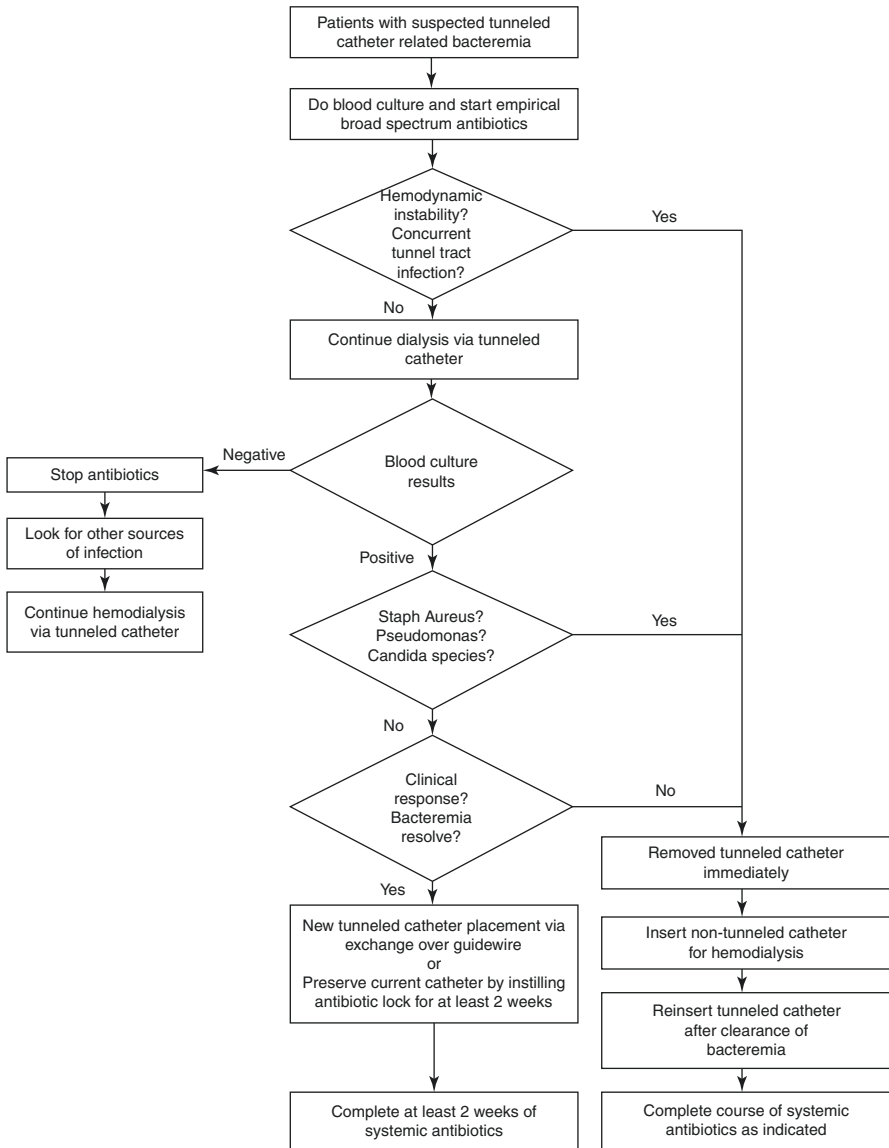 Patients with suspected tunneled
catheter related bacteremia
Do blood culture and start empirical
broad spectrum antibiotics
Hemodynamic
instability?
Concurrent
tunnel tract
infection?
Yes
No
Continue dialysis via tunneled
catheter
Blood culture
results
Negative
Stop antibiotics
Look for other sources
of infection
Continue hemodialysis
via tunneled catheter
Positive
Staph Aureus?
Pseudomonas?
Candida species?
Yes
No
Clinical
response?
Bacteremia
resolve?
No
Yes
New tunneled catheter placement via
exchange over guidewire
or
Preserve current catheter by instilling
antibiotic lock for at least 2 weeks
Complete at least 2 weeks of
systemic antibiotics
Removed tunneled catheter
immediately
Insert non-tunneled catheter
for hemodialysis
Reinsert tunneled catheter
after clearance of
bacteremia
Complete course of systemic
antibiotics as indicated